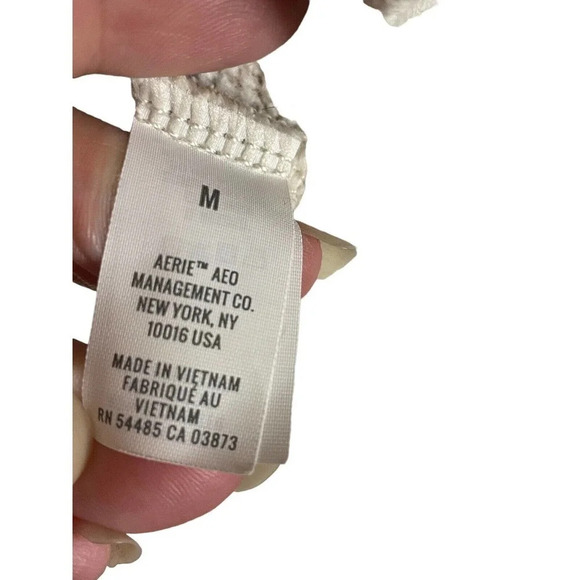 M
AERIE™ AEO
MANAGEMENT CO.
NEW YORK, NY
10016 USA
MADE IN VIETNAM
FABRIQUÉ AU
VIETNAM
RN 54485 CA 03873